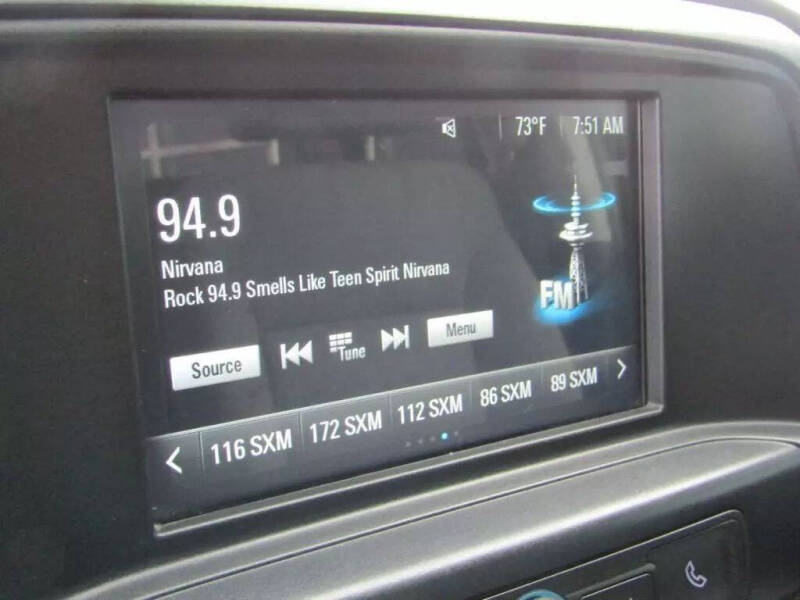 73°F 7:51 AM
94.9
Nirvana
Rock 94.9 Smells Like Teen Spirit Nirvana
FM
Source Tune Menu
116 SXM 172 SXM 112 SXM 86 SXM 89 SXM